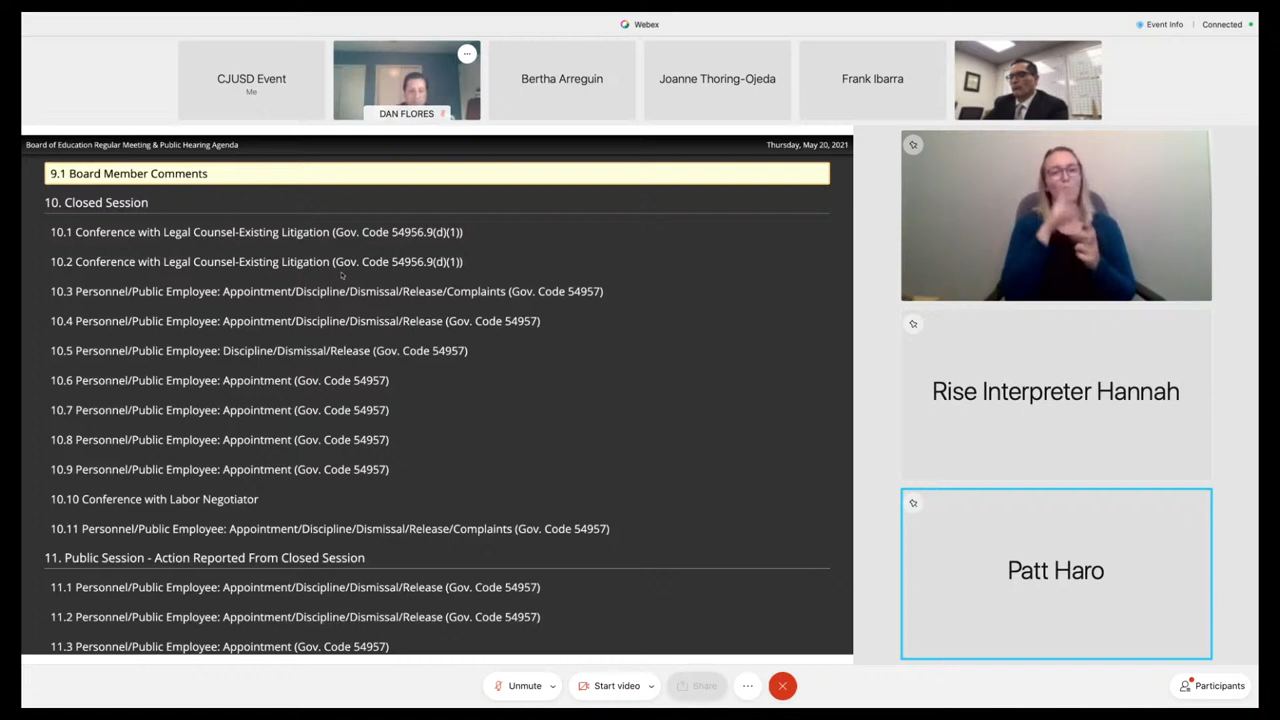 Webex
Event Info
Connected
CJUSD Event
Me
DAN FLORES
Bertha Arreguin
Joanne Thoring-Ojeda
Frank Ibarra
Board of Education Regular Meeting & Public Hearing Agenda
Thursday, May 20, 2021
9.1 Board Member Comments
10. Closed Session
10.1 Conference with Legal Counsel-Existing Litigation (Gov. Code 54956.9(d)(1))
10.2 Conference with Legal Counsel-Existing Litigation (Gov. Code 54956.9(d)(1))
10.3 Personnel/Public Employee: Appointment/Discipline/Dismissal/Release/Complaints (Gov. Code 54957)
10.4 Personnel/Public Employee: Appointment/Discipline/Dismissal/Release (Gov. Code 54957)
10.5 Personnel/Public Employee: Discipline/Dismissal/Release (Gov. Code 54957)
10.6 Personnel/Public Employee: Appointment (Gov. Code 54957)
10.7 Personnel/Public Employee: Appointment (Gov. Code 54957)
10.8 Personnel/Public Employee: Appointment (Gov. Code 54957)
10.9 Personnel/Public Employee: Appointment (Gov. Code 54957)
10.10 Conference with Labor Negotiator
10.11 Personnel/Public Employee: Appointment/Discipline/Dismissal/Release/Complaints (Gov. Code 54957)
11. Public Session - Action Reported From Closed Session
11.1 Personnel/Public Employee: Appointment/Discipline/Dismissal/Release (Gov. Code 54957)
11.2 Personnel/Public Employee: Appointment/Discipline/Dismissal/Release (Gov. Code 54957)
11.3 Personnel/Public Employee: Appointment (Gov. Code 54957)
Rise Interpreter Hannah
Patt Haro
Unmute
Start video
Share
Participants